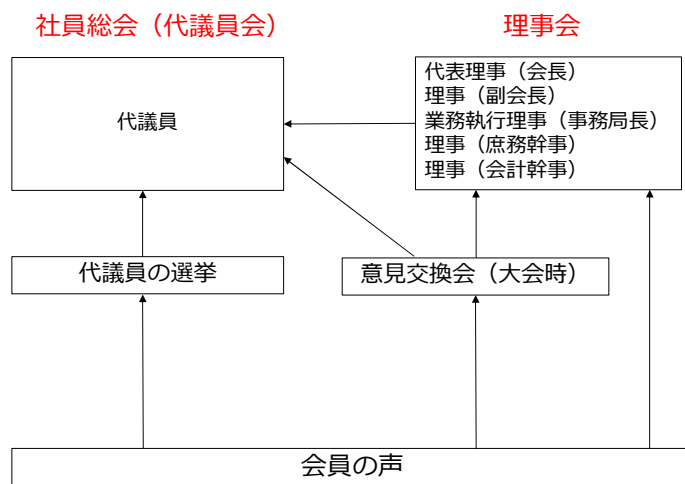 社員総会（代議員会）
理事会
代議員
代表理事（会長）
理事（副会長）
業務執行理事（事務局長）
理事（庶務幹事）
理事（会計幹事）
代議員の選挙
意見交換会（大会時）
会員の声